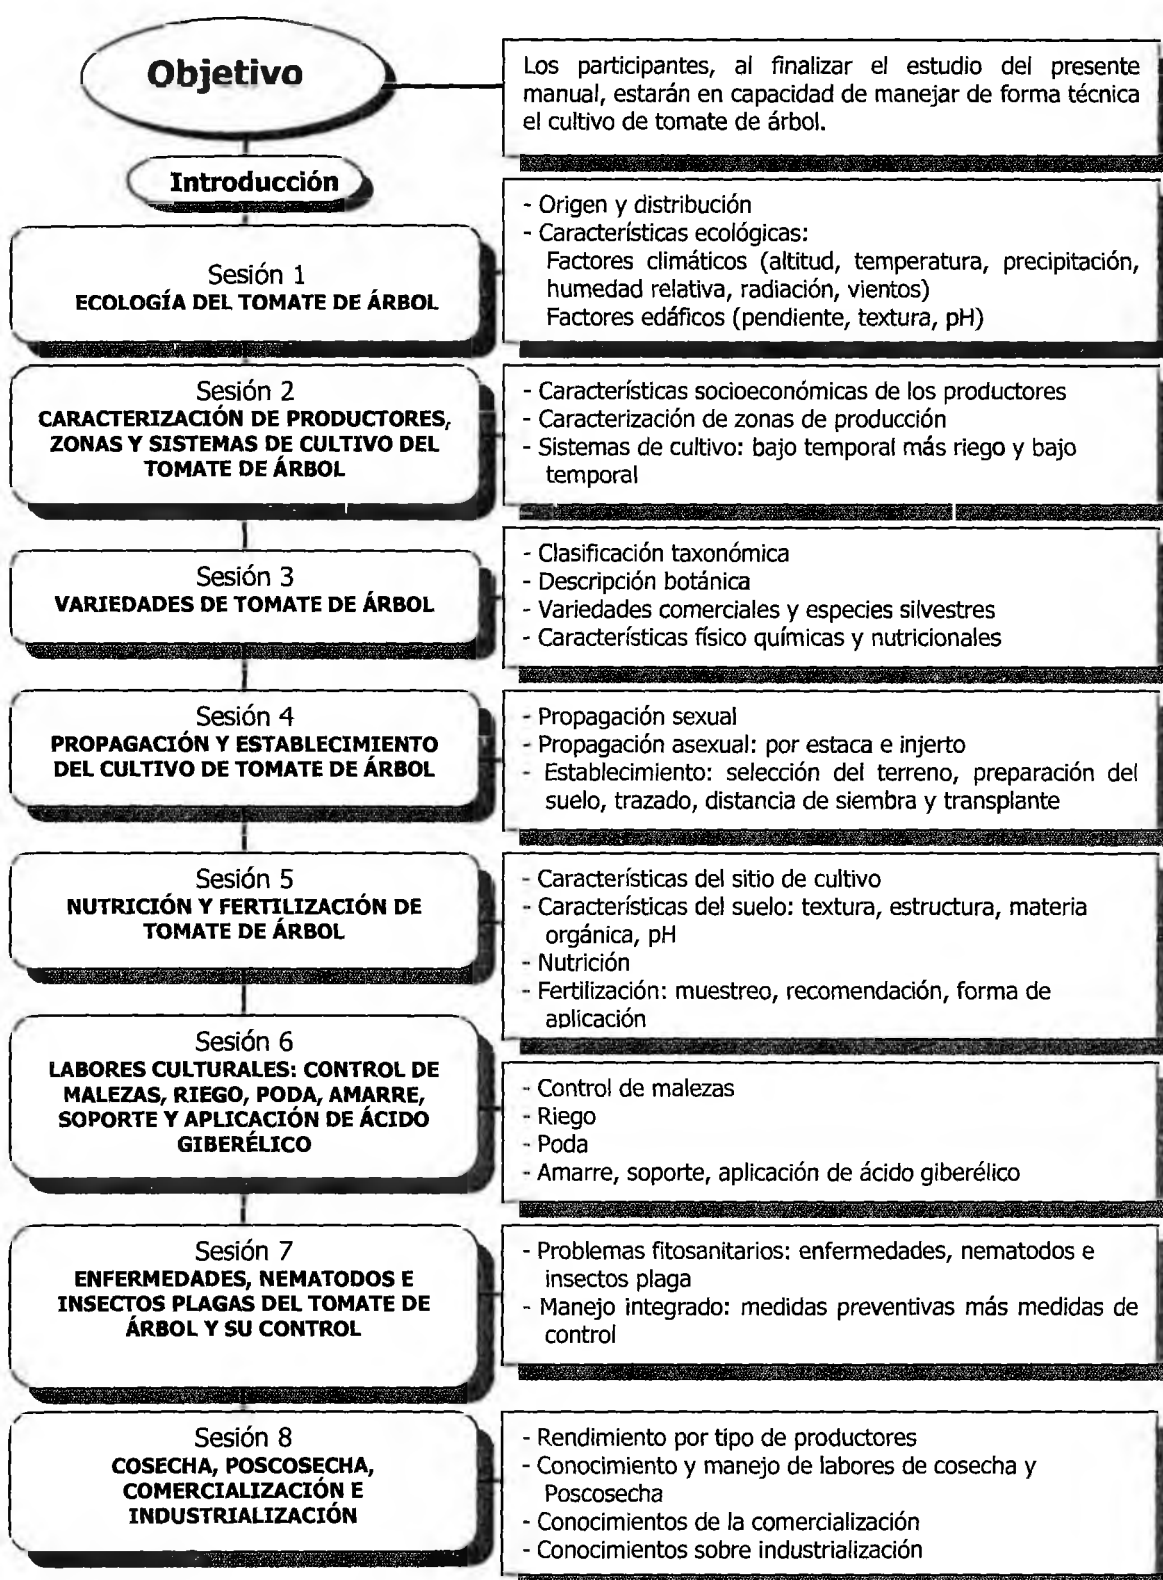 Objetivo
Los participantes, al finalizar el estudio del presente
manual, estarán en capacidad de manejar de forma técnica
el cultivo de tomate de árbol.
Introducción
Sesión 1
ECOLOGÍA DEL TOMATE DE ÁRBOL
- Origen y distribución
- Características ecológicas:
Factores climáticos (altitud, temperatura, precipitación,
humedad relativa, radiación, vientos)
Factores edáficos (pendiente, textura, pH)
Sesión 2
CARACTERIZACIÓN DE PRODUCTORES,
ZONAS Y SISTEMAS DE CULTIVO DEL
TOMATE DE ÁRBOL
- Características socioeconómicas de los productores
- Caracterización de zonas de producción
- Sistemas de cultivo: bajo temporal más riego y bajo
temporal
Sesión 3
VARIEDADES DE TOMATE DE ÁRBOL
- Clasificación taxonómica
- Descripción botánica
- Variedades comerciales y especies silvestres
- Características físico químicas y nutricionales
Sesión 4
PROPAGACIÓN Y ESTABLECIMIENTO
DEL CULTIVO DE TOMATE DE ÁRBOL
- Propagación sexual
- Propagación asexual: por estaca e injerto
- Establecimiento: selección del terreno, preparación del
suelo, trazado, distancia de siembra y transplante
Sesión 5
NUTRICIÓN Y FERTILIZACIÓN DE
TOMATE DE ÁRBOL
- Características del sitio de cultivo
- Características del suelo: textura, estructura, materia
orgánica, pH
- Nutrición
- Fertilización: muestreo, recomendación, forma de
aplicación
Sesión 6
LABORES CULTURALES: CONTROL DE
MALEZAS, RIEGO, PODA, AMARRE,
SOPORTE Y APLICACIÓN DE ÁCIDO
GIBERÉLICO
- Control de malezas
- Riego
- Poda
- Amarre, soporte, aplicación de ácido giberélico
Sesión 7
ENFERMEDADES, NEMATODOS E
INSECTOS PLAGAS DEL TOMATE DE
ÁRBOL Y SU CONTROL
- Problemas fitosanitarios: enfermedades, nematodos e
insectos plaga
- Manejo integrado: medidas preventivas más medidas de
control
Sesión 8
COSECHA, POSCOSECHA,
COMERCIALIZACIÓN E
INDUSTRIALIZACIÓN
- Rendimiento por tipo de productores
- Conocimiento y manejo de labores de cosecha y
Poscosecha
- Conocimientos de la comercialización
- Conocimientos sobre industrialización